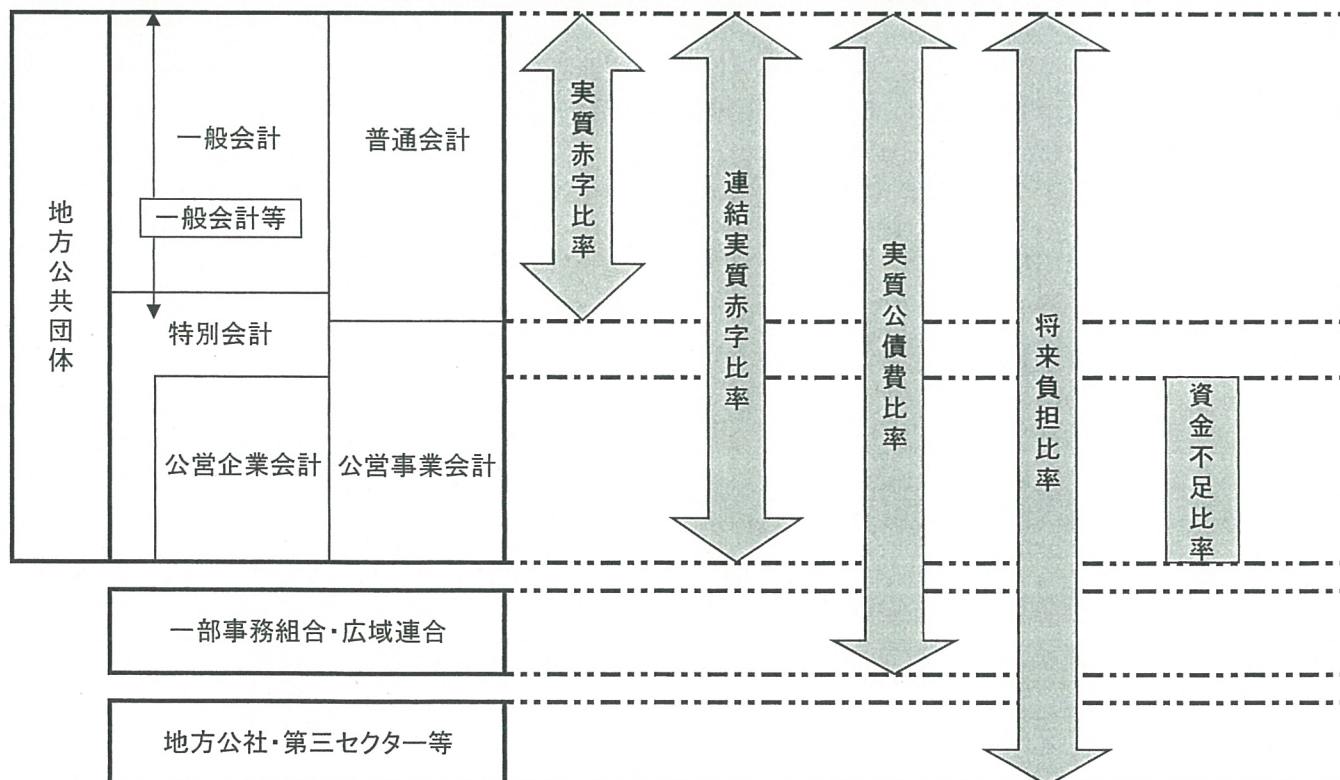 地方公共団体
一般会計
普通会計
一般会計等
特別会計
公営企業会計
公営事業会計
一部事務組合・広域連合
地方公社・第三セクター等
実質赤字比率
連結実質赤字比率
実質公債費比率
将来負担比率
資金不足比率